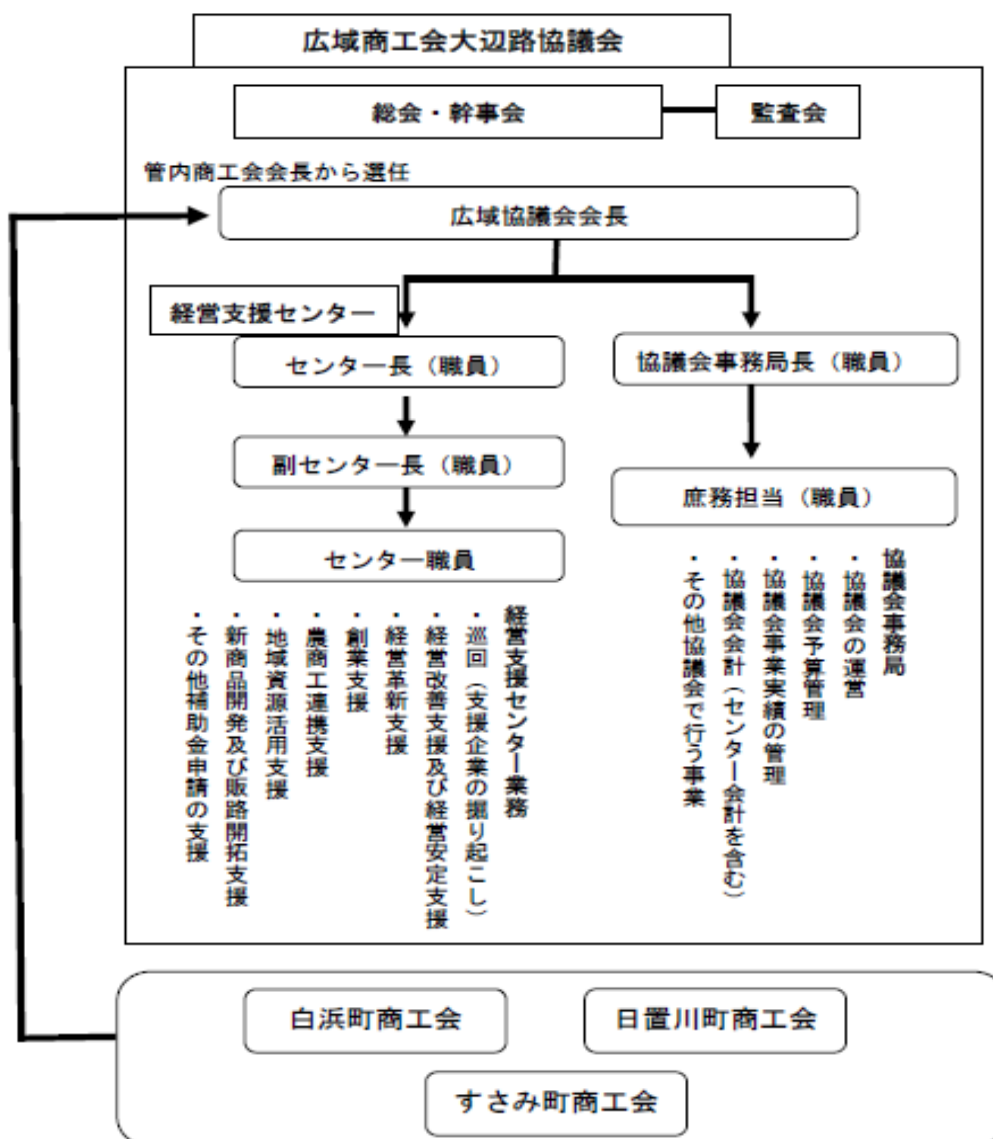 広域商工会大辺路協議会
総会・幹事会
監査会
管内商工会会長から選任
広域協議会会長
経営支援センター
センター長（職員）
協議会事務局長（職員）
副センター長（職員）
庶務担当（職員）
センター職員
協議会事務局
・協議会の運営
・協議会予算管理
・協議会事業実績の管理
・協議会会計（センター会計を含む）
・その他協議会で行う事業
経営支援センター業務
・巡回（支援企業の掘り起こし）
・経営改善支援及び経営安定支援
・経営革新支援
・創業支援
・農商工連携支援
・地域資源活用支援
・新商品開発及び販路開拓支援
・その他補助金申請の支援
白浜町商工会
日置川町商工会
すさみ町商工会